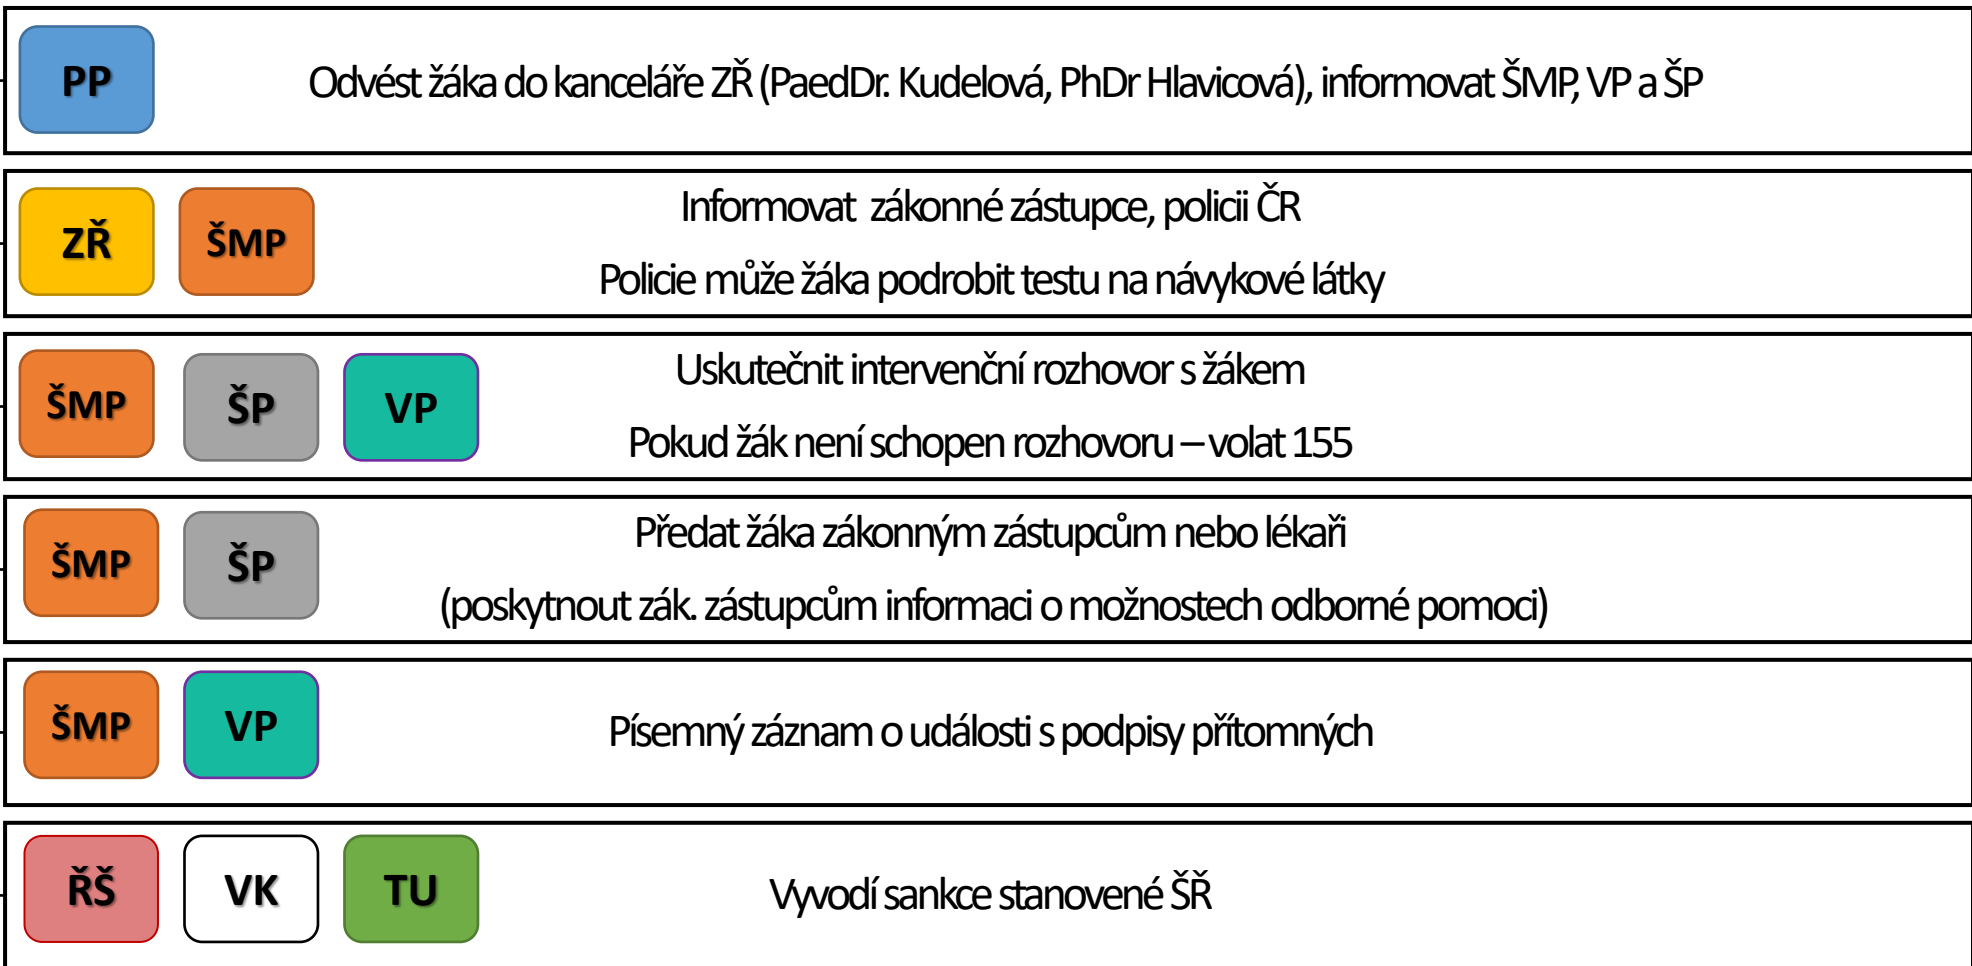 PP
Odvést žáka do kanceláře ZŘ (PaedDr. Kudelová, PhDr Hlavicová), informovat ŠMP, VP a ŠP
ZŘ ŠMP
Informovat zákonné zástupce, policii ČR
Policie může žáka podrobit testu na návykové látky
ŠMP ŠP VP
Uskutečnit intervenční rozhovor s žákem
Pokud žák není schopen rozhovoru – volat 155
ŠMP ŠP
Předat žáka zákonným zástupcům nebo lékaři
(poskytnout zák. zástupcům informaci o možnostech odborné pomoci)
ŠMP VP
Písemný záznam o události s podpisy přítomných
ŘŠ VK TU
Vyvodí sankce stanovené ŠŘ